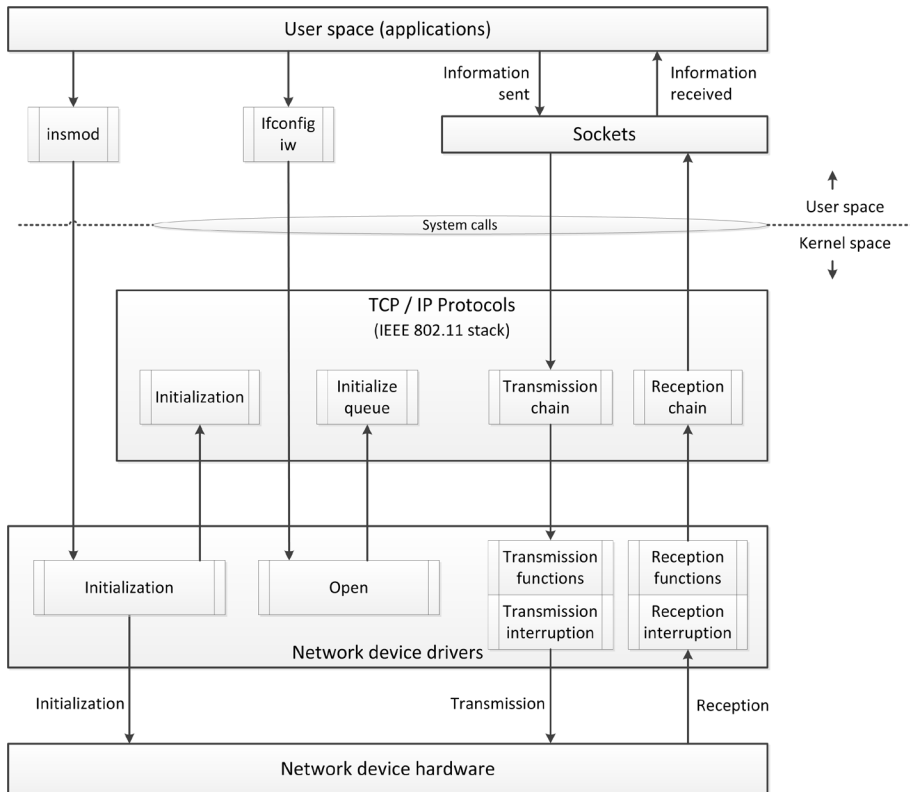 User space (applications)
Information
sent
Information
received
insmod
Ifconfig
iw
Sockets
User space
System calls
Kernel space
TCP / IP Protocols
(IEEE 802.11 stack)
Initialization
Initialize
queue
Transmission
chain
Reception
chain
Initialization
Open
Transmission
functions
Transmission
interruption
Reception
functions
Reception
interruption
Network device drivers
Initialization
Transmission
Reception
Network device hardware